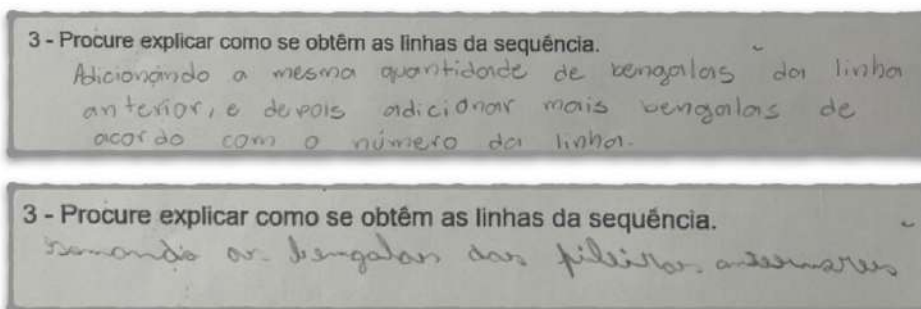 3 - Procure explicar como se obtêm as linhas da sequência.
Adicionando a mesma quantidade de bengalas da linha
anterior, e depois adicionar mais bengalas de
acordo com o número da linha.
3 - Procure explicar como se obtêm as linhas da sequência.
Somando as bengalas das fileiras anteriores